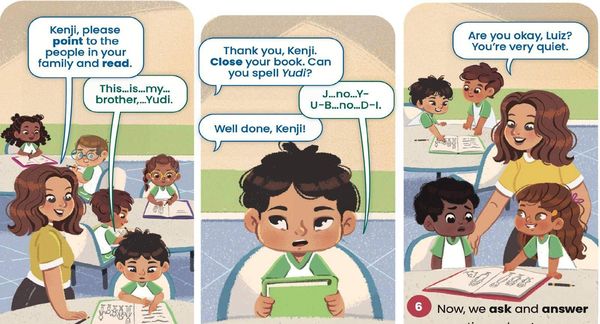 Kenji, please
point to the
people in your
family and read.
This...is...my...
brother,...Yudi.
Thank you, Kenji.
Close your book. Can
you spell Yudi?
J...no...Y-
U-B...no...D-I.
Well done, Kenji!
Are you okay, Luiz?
You're very quiet.
6 Now, we ask and answer